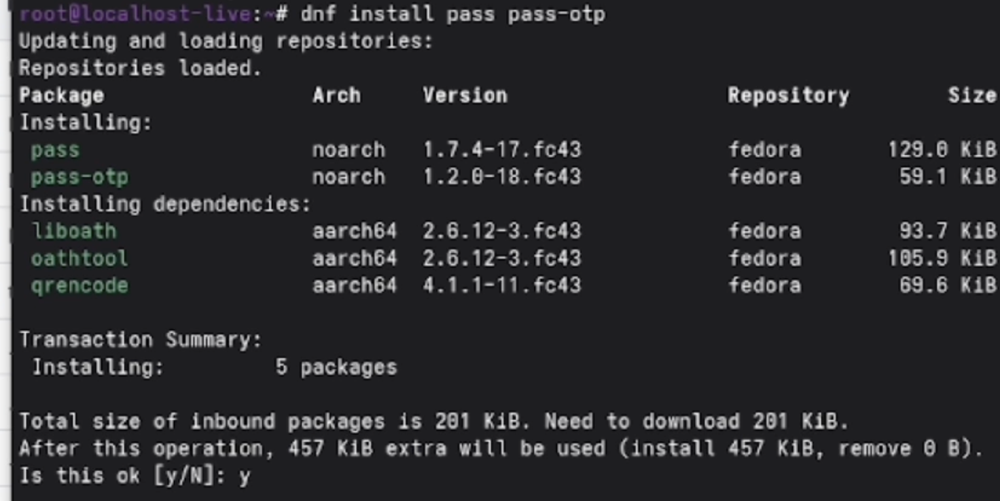 root@localhost-live:~# dnf install pass pass-otp
Updating and loading repositories:
Repositories loaded.
Package Arch Version Repository Size
Installing:
pass noarch 1.7.4-17.fc43 fedora 129.0 KiB
pass-otp noarch 1.2.0-18.fc43 fedora 59.1 KiB
Installing dependencies:
liboath aarch64 2.6.12-3.fc43 fedora 93.7 KiB
oathtool aarch64 2.6.12-3.fc43 fedora 105.9 KiB
qrencode aarch64 4.1.1-11.fc43 fedora 69.6 KiB
Transaction Summary:
Installing: 5 packages
Total size of inbound packages is 201 KiB. Need to download 201 KiB.
After this operation, 457 KiB extra will be used (install 457 KiB, remove 0 B).
Is this ok [y/N]: y